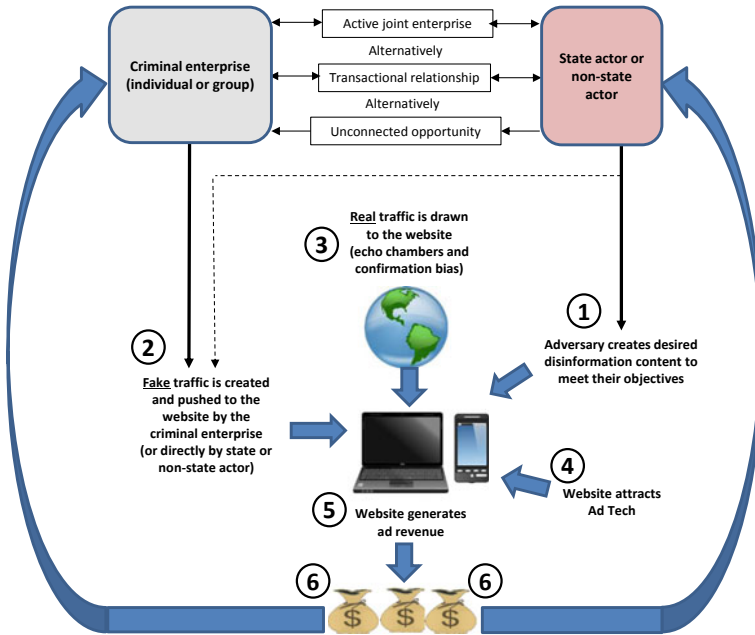 Criminal enterprise
(individual or group)
Active joint enterprise
Alternatively
Transactional relationship
Alternatively
Unconnected opportunity
State actor or
non-state
actor
3
Real traffic is drawn
to the website
(echo chambers and
confirmation bias)
1
Adversary creates desired
disinformation content to
meet their objectives
2
Fake traffic is created
and pushed to the
website by the
criminal enterprise
(or directly by state or
non-state actor)
4
Website attracts
Ad Tech
5
Website generates
ad revenue
6
$
$
$
6